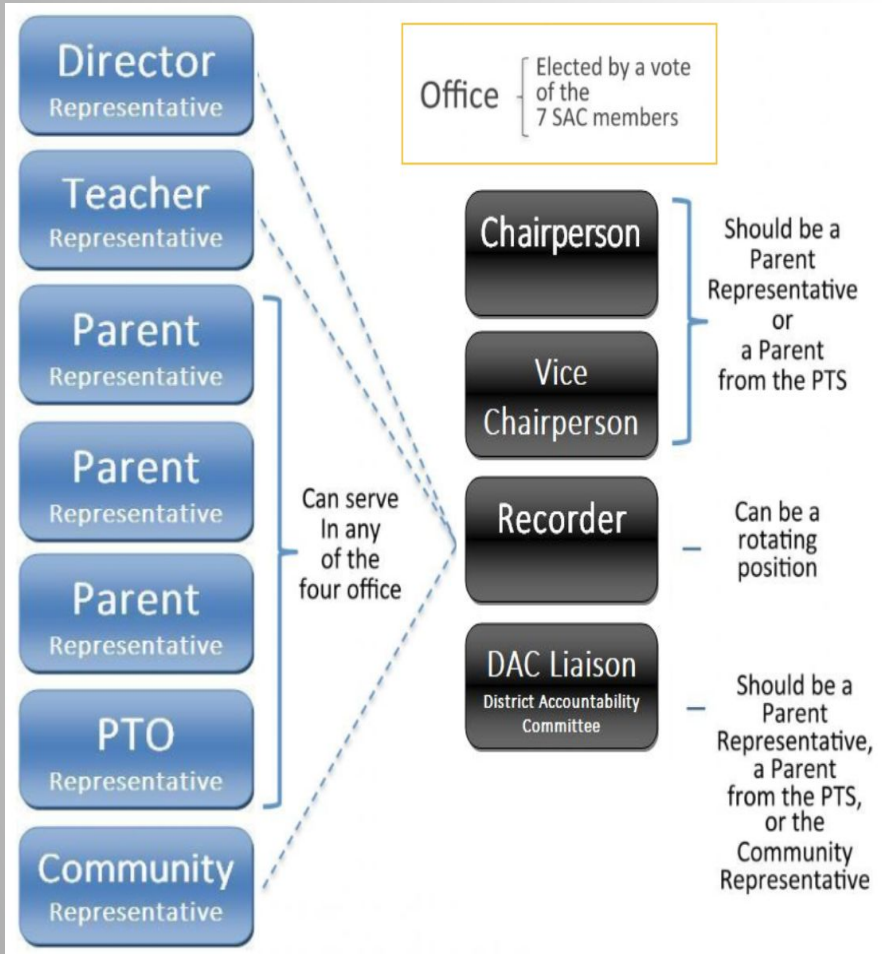 Director
Representative
Teacher
Representative
Parent
Representative
Parent
Representative
Parent
Representative
PTO
Representative
Community
Representative
Can serve
In any
of the
four office
Office
Elected by a vote
of the
7 SAC members
Chairperson
Vice
Chairperson
Should be a
Parent
Representative
or
a Parent
from the PTS
Recorder
Can be a
rotating
position
DAC Liaison
District Accountability
Committee
Should be a
Parent
Representative,
a Parent
from the PTS,
or the
Community
Representative